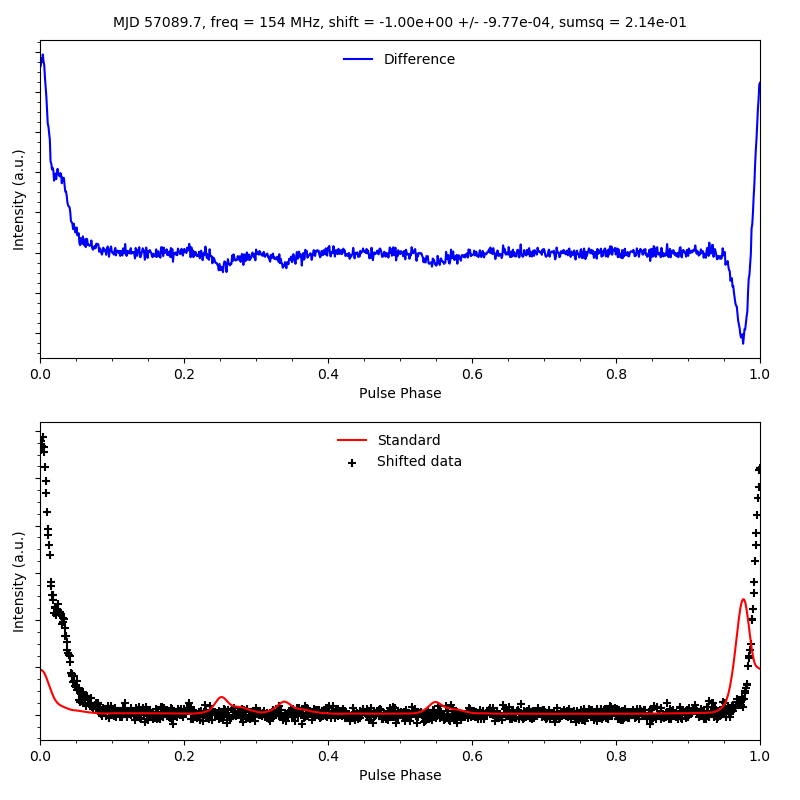 MJD 57089.7, freq = 154 MHz, shift = -1.00e+00 +/- -9.77e-04, sumsq = 2.14e-01
Difference
Intensity (a.u.)
0.0 0.2 0.4 0.6 0.8 1.0
Pulse Phase
Standard
Shifted data
Intensity (a.u.)
0.0 0.2 0.4 0.6 0.8 1.0
Pulse Phase